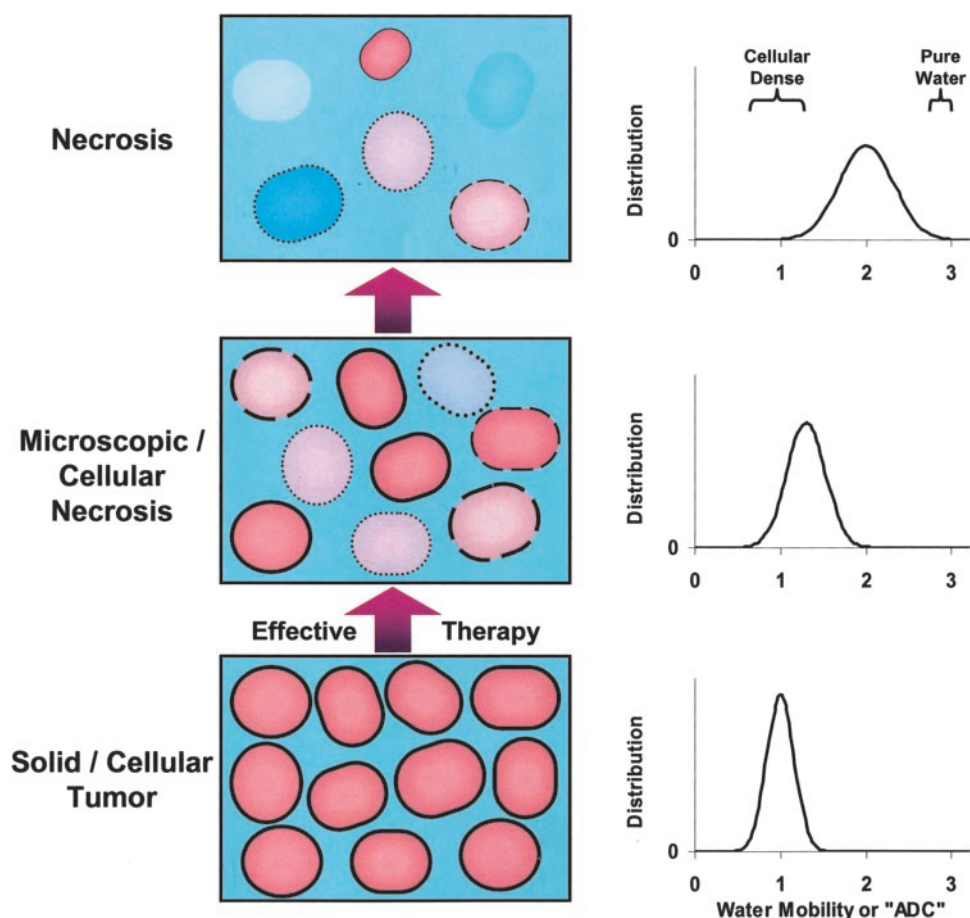 Necrosis
Cellular
Dense
Pure
Water
Distribution
0
0
1
2
3
Microscopic /
Cellular
Necrosis
Distribution
0
0
1
2
3
Effective
Therapy
Solid / Cellular
Tumor
Distribution
0
0
1
2
3
Water Mobility or "ADC"